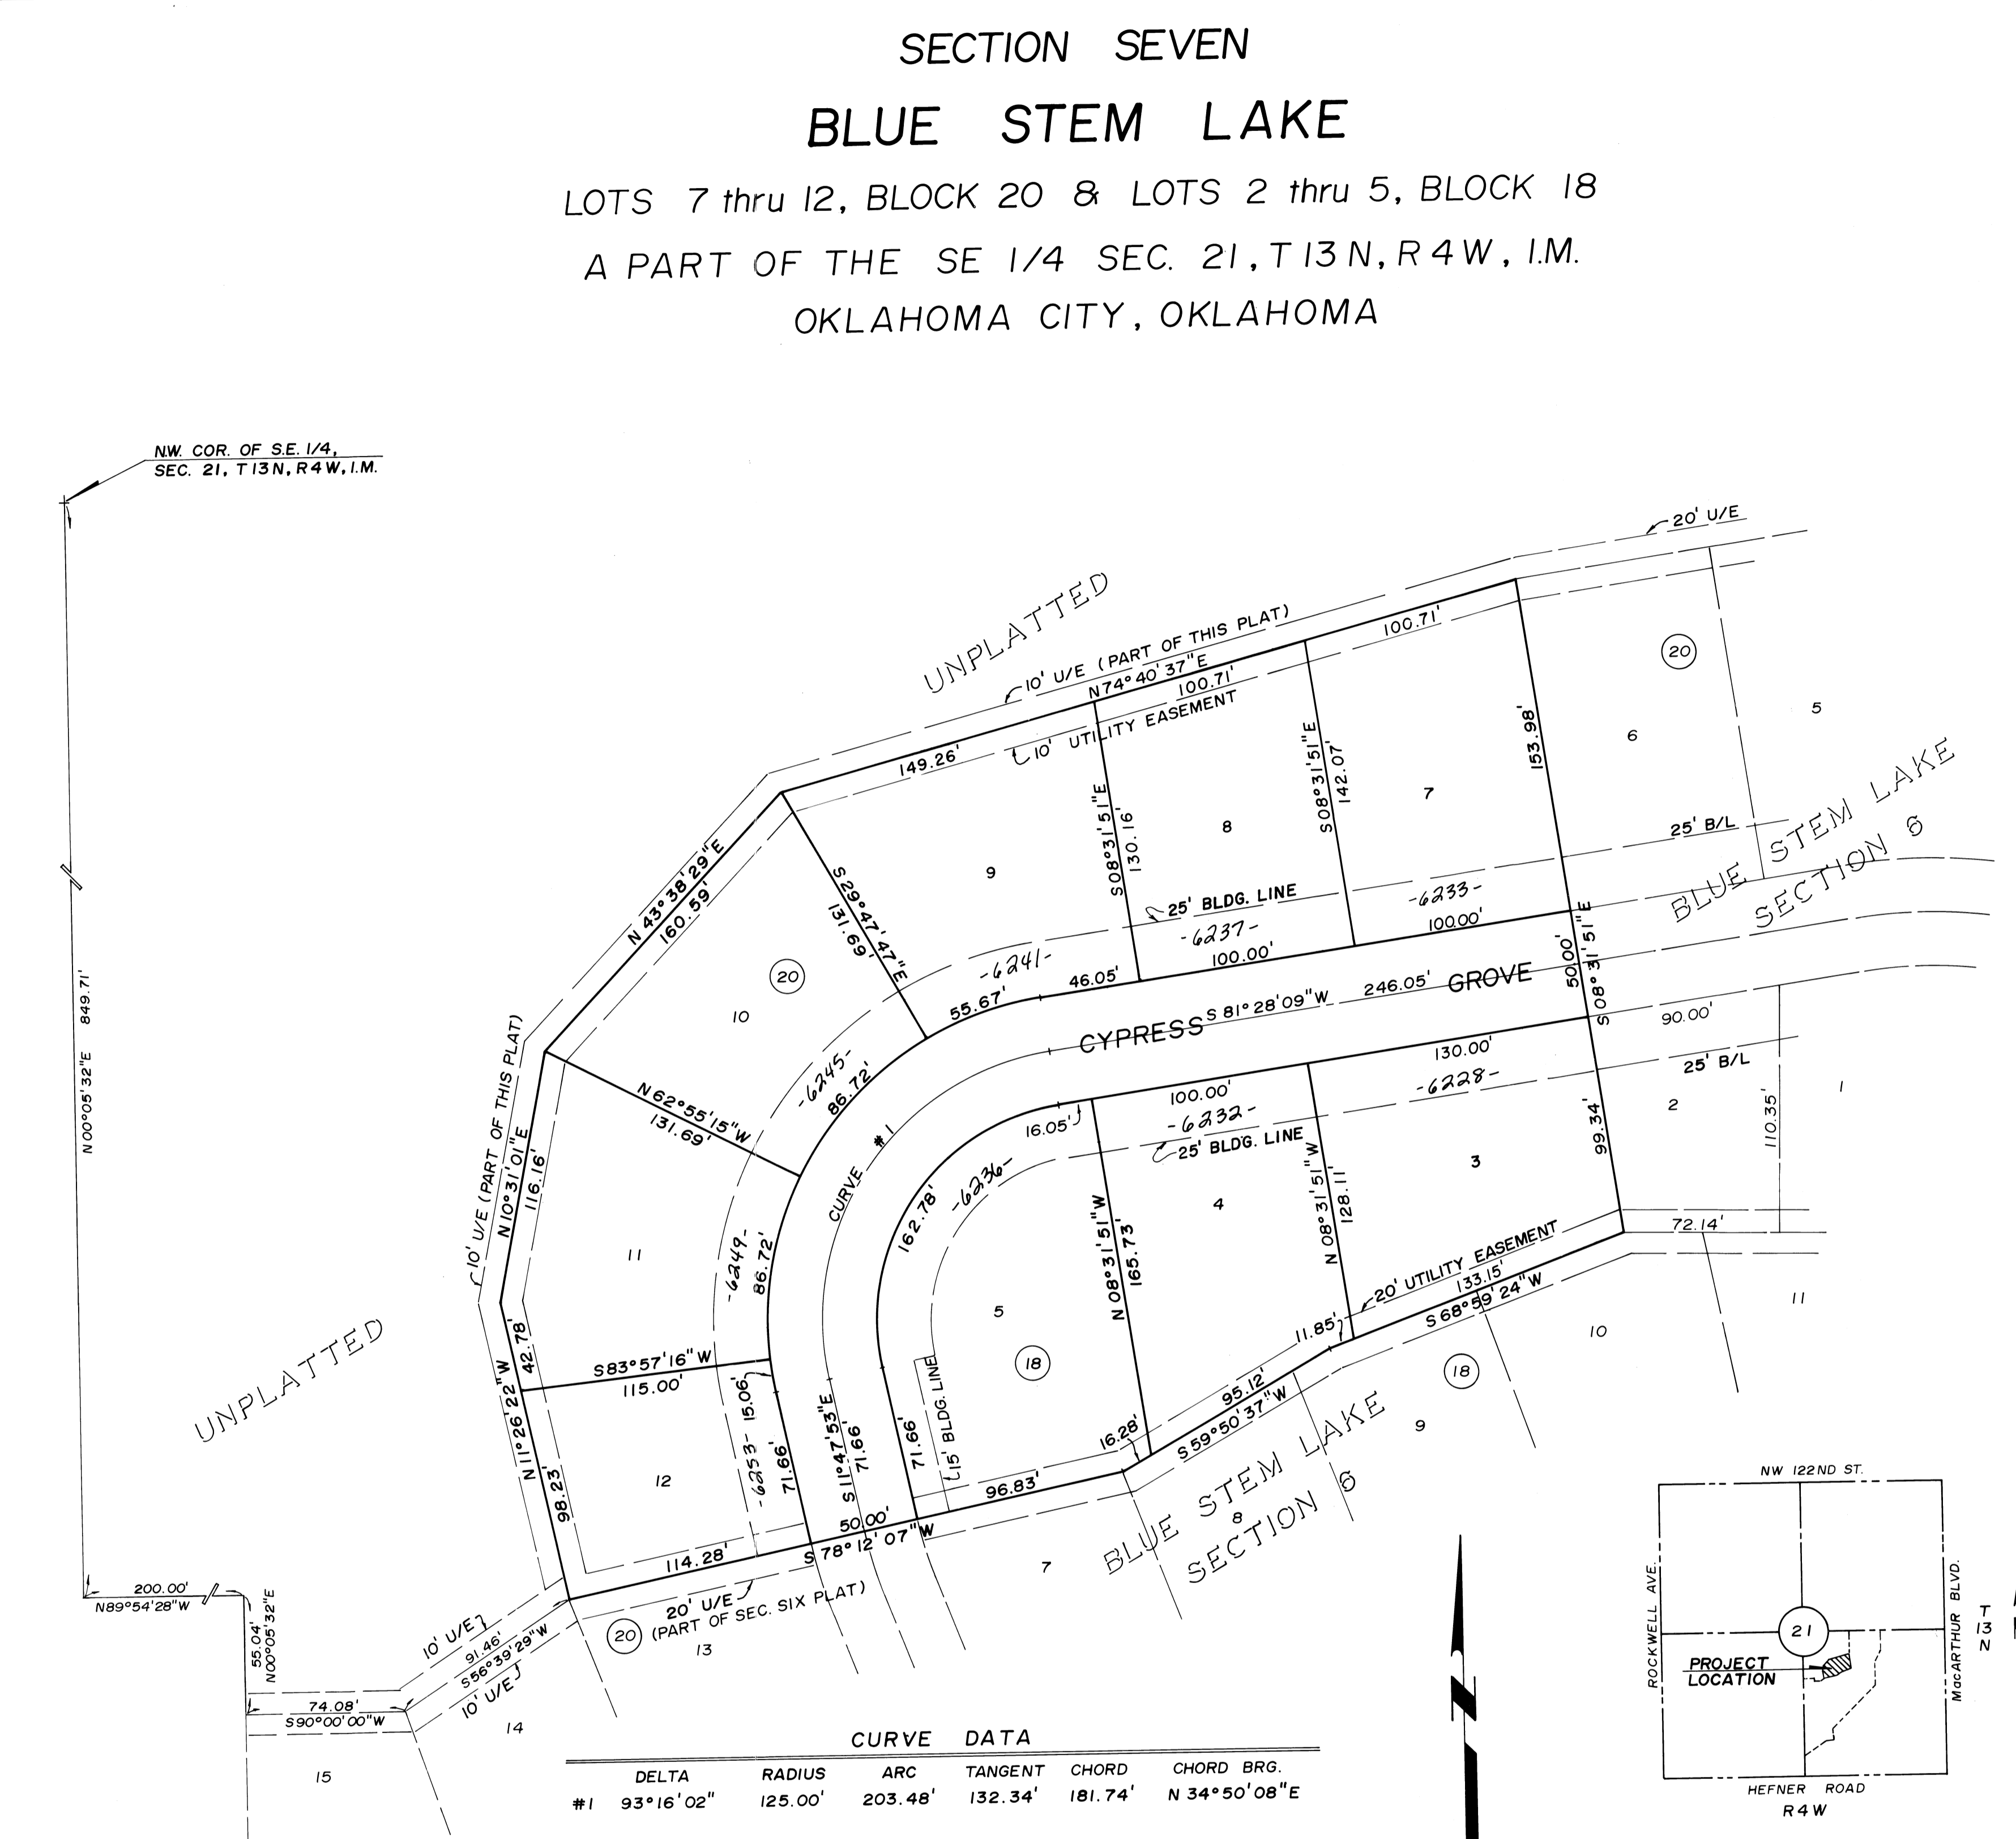 SECTION SEVEN
BLUE STEM LAKE
LOTS 7 thru 12, BLOCK 20 & LOTS 2 thru 5, BLOCK 18
A PART OF THE SE 1/4 SEC. 21, T 13 N, R 4 W, I.M.
OKLAHOMA CITY, OKLAHOMA
N.W. COR. OF S.E. 1/4,
SEC. 21, T 13 N, R 4 W, I.M.
N 00°05'32"E 849.71'
200.00'
N89°54'28"W
55.04'
N00°05'32"E
74.08'
S90°00'00"W
15
10' U/E
91.46'
S56°39'29"W
10' U/E
14
UNPLATTED
UNPLATTED
20' U/E
10' U/E (PART OF THIS PLAT)
N74°40'37"E
100.71'
100.71'
10' UTILITY EASEMENT
149.26'
N 43°38'29"E
160.59'
S 29°47'47"E
131.69'
S08°31'51"E
130.16'
S08°31'51"E
142.07'
153.98'
9
8
7
6
20
5
25' B/L
25' BLDG. LINE
-6233-
-6237-
-6241-
100.00'
100.00'
46.05'
55.67'
20
10
-6245-
86.72'
CYPRESS GROVE
S 81°28'09"W 246.05'
50.00'
S 08°31'51"E
BLUE STEM LAKE
SECTION 6
90.00'
25' B/L
2
110.35'
1
72.14'
11
10' U/E (PART OF THIS PLAT)
N10°31'01"E
116.16'
N 62°55'15"W
131.69'
11
-6249-
86.72'
CURVE #1
162.78'
-6236-
16.05'
100.00'
-6232-
25' BLDG. LINE
130.00'
-6228-
99.34'
3
4
N 08°31'51"W
165.73'
N 08°31'51"W
128.11'
20' UTILITY EASEMENT
133.15'
S 68°59'24"W
11.85'
95.12'
S 59°50'37"W
16.28'
10
18
9
5
18
42.78'
N 11°26'22"W
98.23'
S83°57'16"W
115.00'
12
-6253-
15.06'
71.66'
S 11°47'53"E
71.66'
71.66'
15' BLDG. LINE
96.83'
50.00'
S 78°12'07"W
114.28'
20' U/E
(PART OF SEC. SIX PLAT)
20
13
7
8
BLUE STEM LAKE
SECTION 6
N
CURVE DATA
DELTA RADIUS ARC TANGENT CHORD CHORD BRG.
#1 93°16'02" 125.00' 203.48' 132.34' 181.74' N 34°50'08"E
NW 122ND ST.
ROCKWELL AVE.
21
PROJECT
LOCATION
MacARTHUR BLVD.
T
13
N
HEFNER ROAD
R 4 W